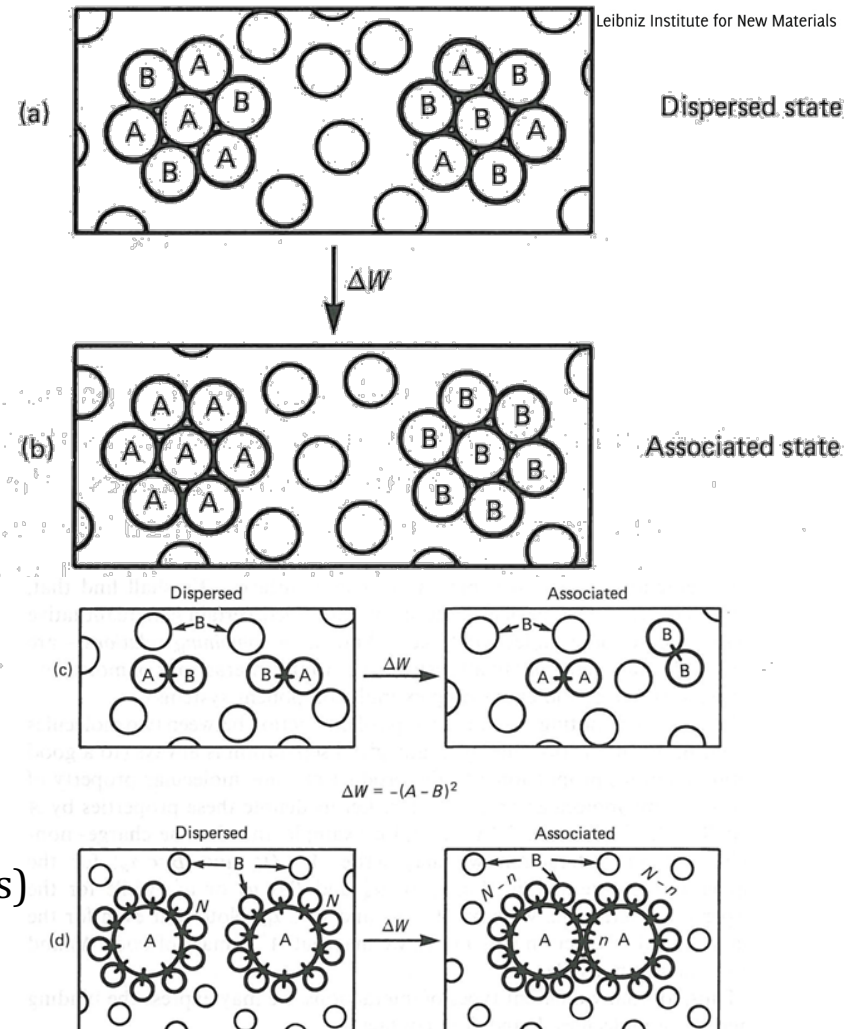 Leibniz Institute for New Materials
(a)
B A B A A B A
A B B B A A B
Dispersed state
ΔW
(b)
A A A A A A A
B B B B B B B
Associated state
Dispersed
Associated
(c)
B
A B
B A
ΔW
B
A A
B
B
ΔW = -(A-B)²
Dispersed
Associated
s)
(d)
B
N
N
A
A
ΔW
B
N-n
N-n
A
n A